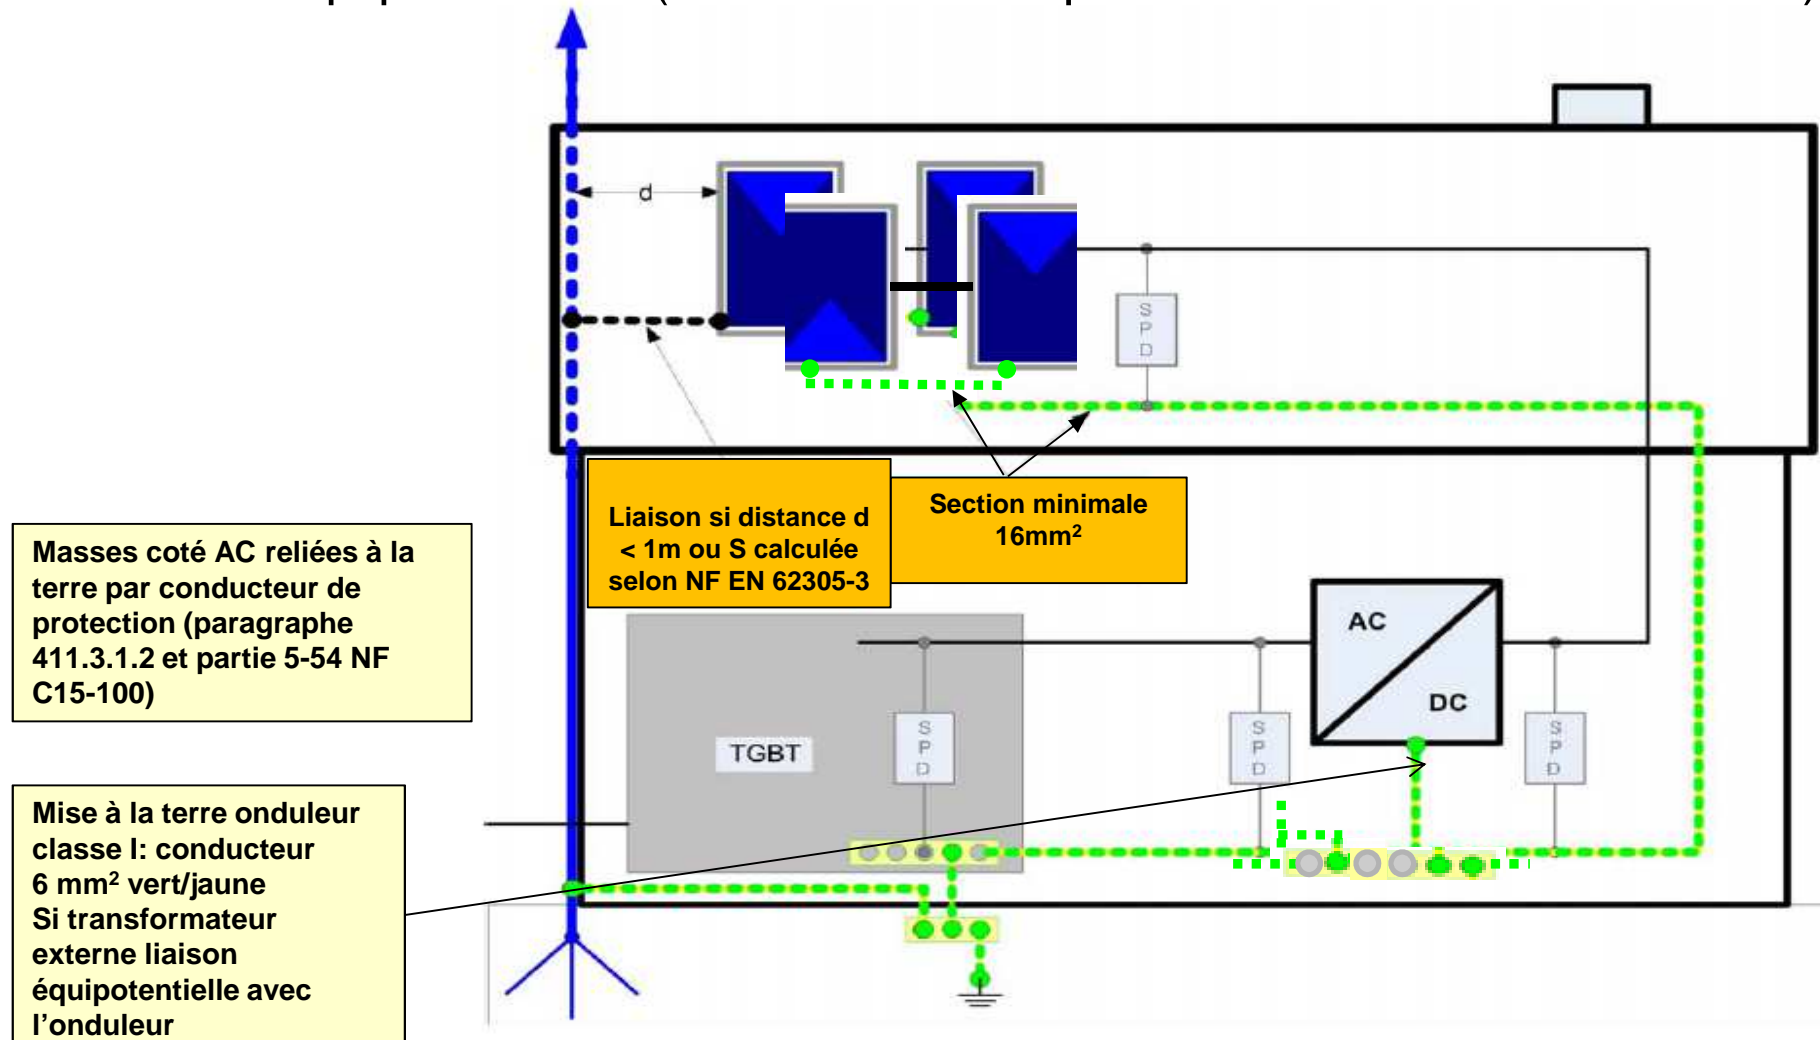 d
S
P
D
Liaison si distance d
< 1m ou S calculée
selon NF EN 62305-3
Section minimale
16mm²
Masses coté AC reliées à la
terre par conducteur de
protection (paragraphe
411.3.1.2 et partie 5-54 NF
C15-100)
AC
DC
TGBT
S
P
D
S
P
D
S
P
D
Mise à la terre onduleur
classe I: conducteur
6 mm² vert/jaune
Si transformateur
externe liaison
équipotentielle avec
l’onduleur